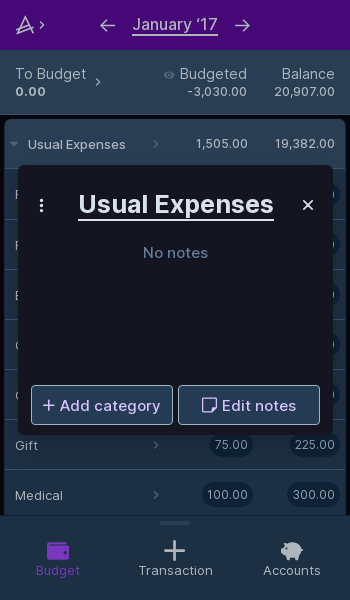 January ‘17
To Budget
Budgeted
Balance
0.00
-3,030.00
20,907.00
Usual Expenses
1,505.00
19,382.00
Usual Expenses
No notes
Add category
Edit notes
Gift
75.00
225.00
Medical
100.00
300.00
Budget
Transaction
Accounts